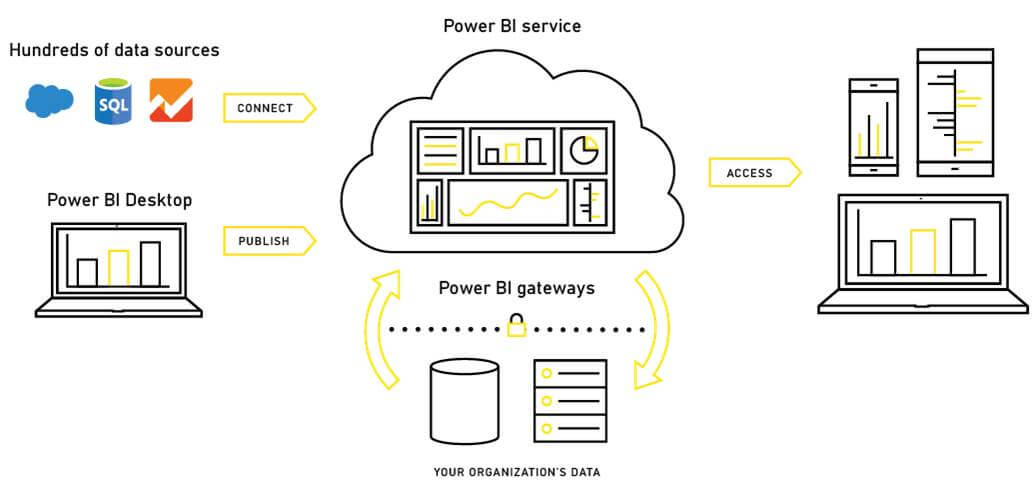 Power BI service
Hundreds of data sources
SQL
CONNECT
ACCESS
Power BI Desktop
PUBLISH
Power BI gateways
YOUR ORGANIZATION'S DATA